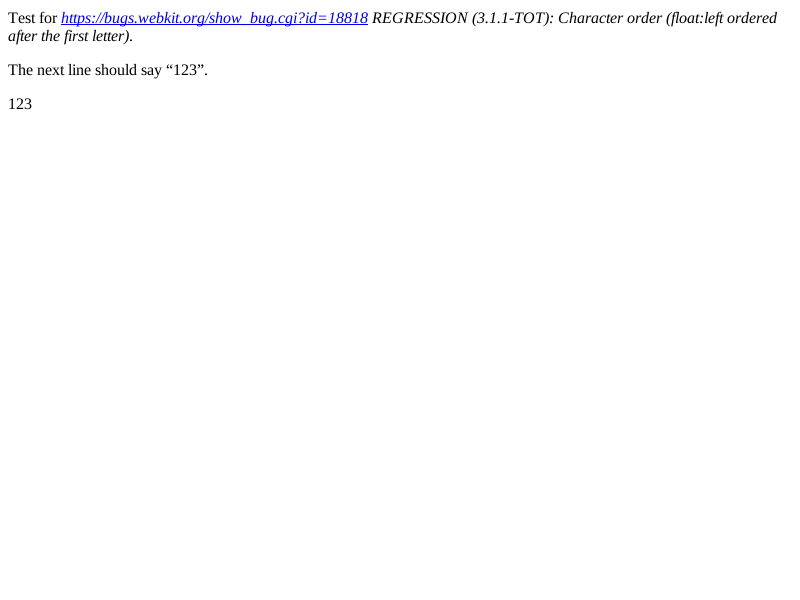 Test for https://bugs.webkit.org/show_bug.cgi?id=18818 REGRESSION (3.1.1-TOT): Character order (float:left ordered
after the first letter).
The next line should say “123”.
123